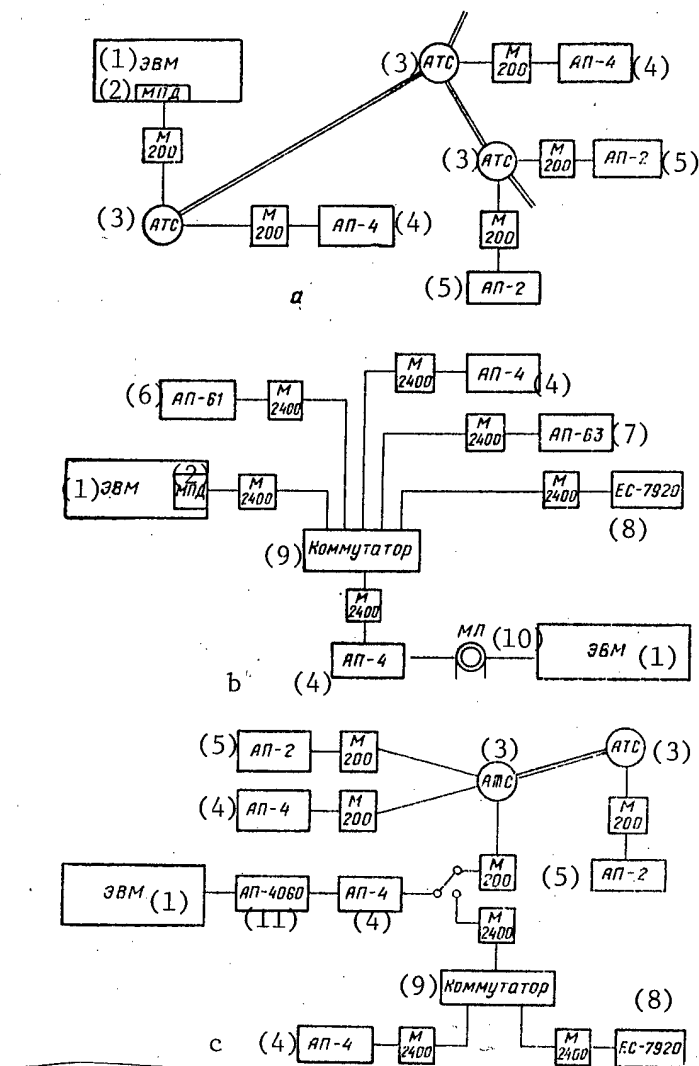 (1) ЭВМ
(2) МПД
М 200
(3) АТС
М 200
АП-4 (4)
(3) АТС
М 200
АП-4 (4)
(3) АТС
М 200
АП-2 (5)
М 200
(5) АП-2
а
(6) АП-61
М 2400
М 2400
АП-4 (4)
М 2400
АП-63 (7)
(1) ЭВМ
(2) МПД
М 2400
М 2400
ЕС-7920
(8)
(9) Коммутатор
М 2400
АП-4
(4)
МЛ (10)
ЭВМ (1)
b
(5) АП-2
М 200
(3)
АТС
АТС (3)
(4) АП-4
М 200
М 200
(5) АП-2
ЭВМ (1)
АП-4060
(11)
АП-4
(4)
М 200
М 2400
(9) Коммутатор
(8)
c
(4) АП-4
М 2400
М 2400
ЕС-7920